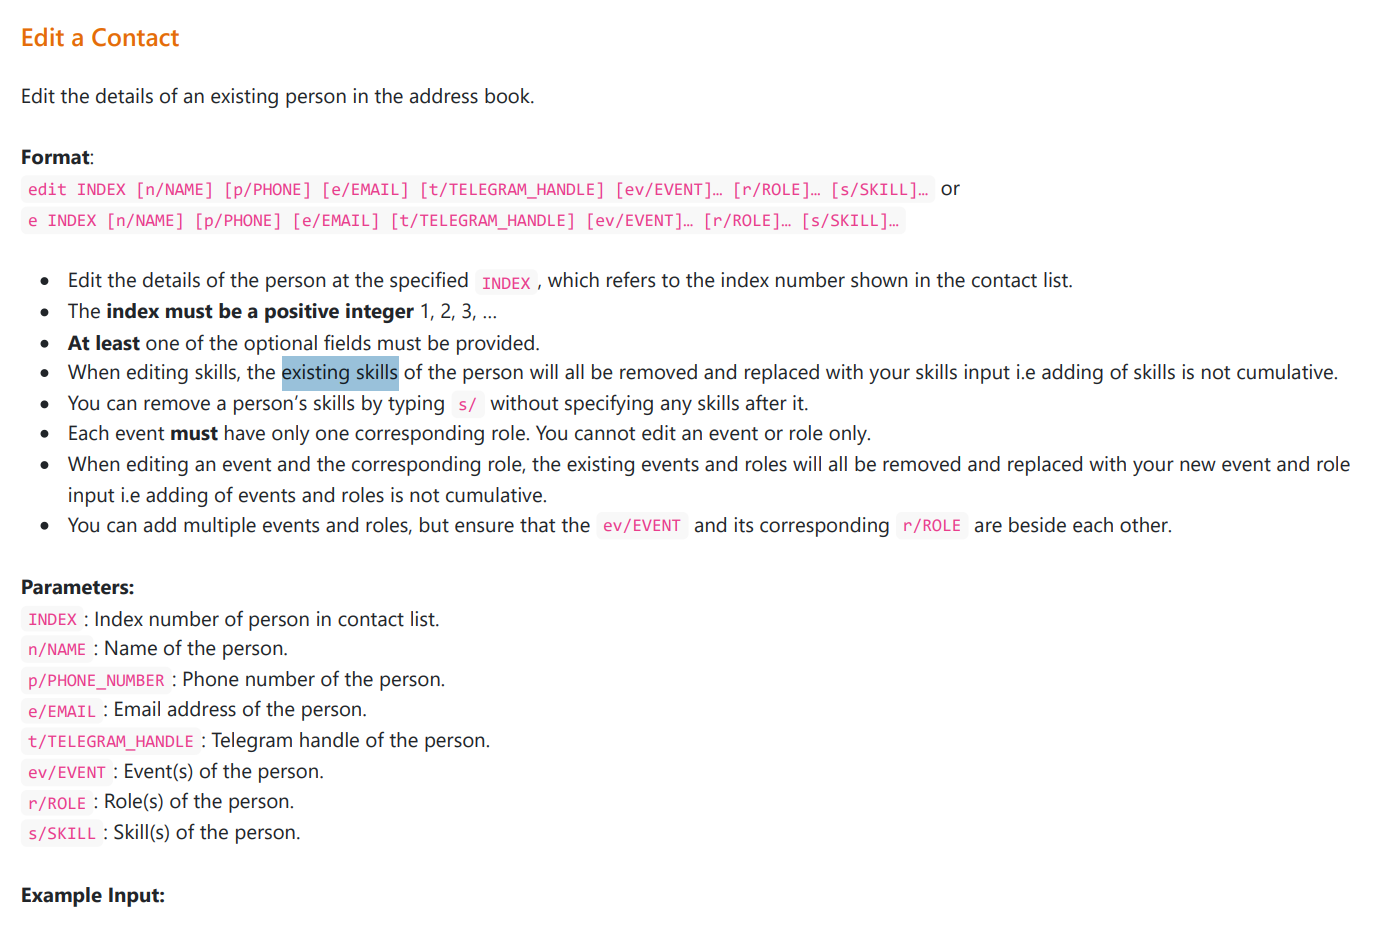 Edit a Contact
Edit the details of an existing person in the address book.
Format:
edit INDEX [n/NAME] [p/PHONE] [e/EMAIL] [t/TELEGRAM_HANDLE] [ev/EVENT]… [r/ROLE]… [s/SKILL]… or
e INDEX [n/NAME] [p/PHONE] [e/EMAIL] [t/TELEGRAM_HANDLE] [ev/EVENT]… [r/ROLE]… [s/SKILL]…
• Edit the details of the person at the specified INDEX , which refers to the index number shown in the contact list.
• The index must be a positive integer 1, 2, 3, …
• At least one of the optional fields must be provided.
• When editing skills, the existing skills of the person will all be removed and replaced with your skills input i.e adding of skills is not cumulative.
• You can remove a person’s skills by typing s/ without specifying any skills after it.
• Each event must have only one corresponding role. You cannot edit an event or role only.
• When editing an event and the corresponding role, the existing events and roles will all be removed and replaced with your new event and role
input i.e adding of events and roles is not cumulative.
• You can add multiple events and roles, but ensure that the ev/EVENT and its corresponding r/ROLE are beside each other.
Parameters:
INDEX : Index number of person in contact list.
n/NAME : Name of the person.
p/PHONE_NUMBER : Phone number of the person.
e/EMAIL : Email address of the person.
t/TELEGRAM_HANDLE : Telegram handle of the person.
ev/EVENT : Event(s) of the person.
r/ROLE : Role(s) of the person.
s/SKILL : Skill(s) of the person.
Example Input: